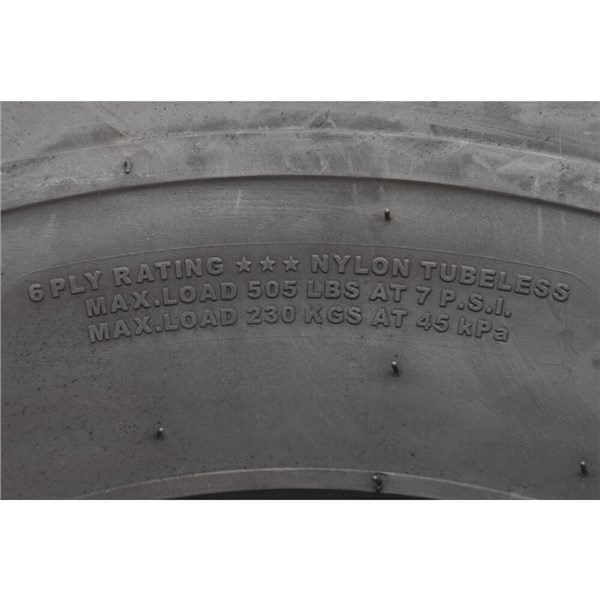 6 PLY RATING ★★★ NYLON TUBELESS
MAX.LOAD 505 LBS AT 7 P.S.I.
MAX.LOAD 230 KGS AT 45 kPa